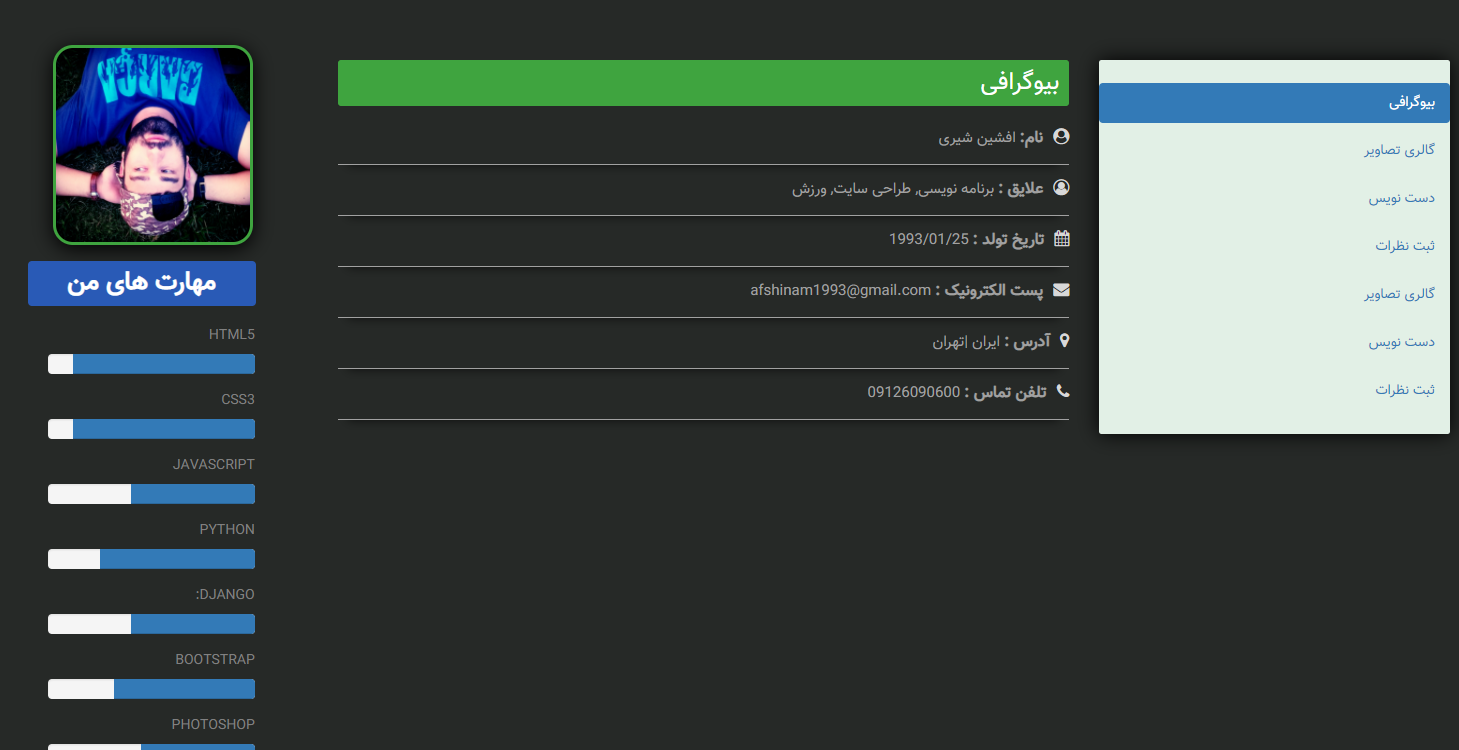 بیوگرافی
گالری تصاویر
دست نویس
ثبت نظرات
گالری تصاویر
دست نویس
ثبت نظرات
بیوگرافی
نام: افشین شیری
علایق : برنامه نویسی, طراحی سایت, ورزش
تاریخ تولد : 1993/01/25
پست الکترونیک : afshinam1993@gmail.com
آدرس : ایران |تهران
تلفن تماس : 09126090600
مهارت های من
HTML5
CSS3
JAVASCRIPT
PYTHON
:DJANGO
BOOTSTRAP
PHOTOSHOP